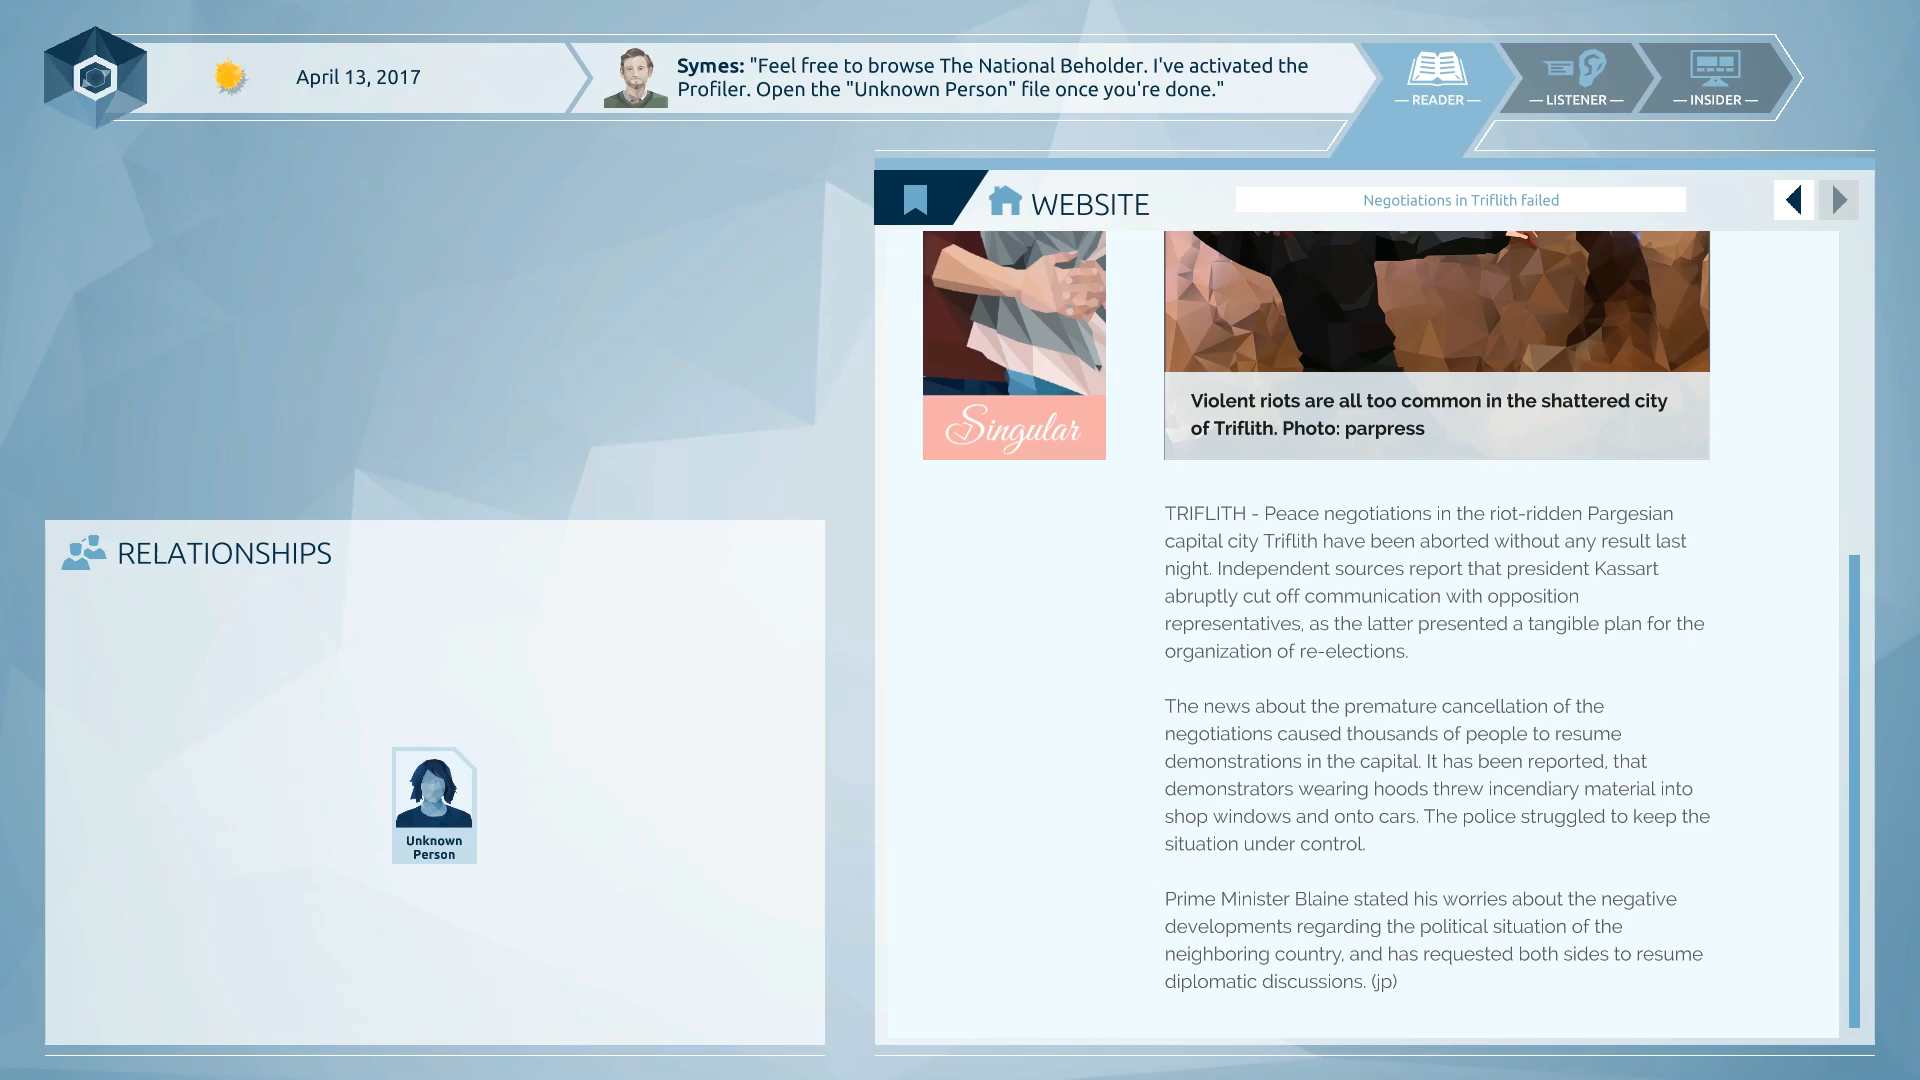 April 13, 2017
Symes: "Feel free to browse The National Beholder. I've activated the
Profiler. Open the "Unknown Person" file once you're done."
READER
LISTENER
INSIDER
WEBSITE
Negotiations in Triflith failed
Singular
Violent riots are all too common in the shattered city
of Triflith. Photo: parpress
TRIFLITH - Peace negotiations in the riot-ridden Pargesian
capital city Triflith have been aborted without any result last
night. Independent sources report that president Kassart
abruptly cut off communication with opposition
representatives, as the latter presented a tangible plan for the
organization of re-elections.
The news about the premature cancellation of the
negotiations caused thousands of people to resume
demonstrations in the capital. It has been reported, that
demonstrators wearing hoods threw incendiary material into
shop windows and onto cars. The police struggled to keep the
situation under control.
Prime Minister Blaine stated his worries about the negative
developments regarding the political situation of the
neighboring country, and has requested both sides to resume
diplomatic discussions. (jp)
RELATIONSHIPS
Unknown
Person